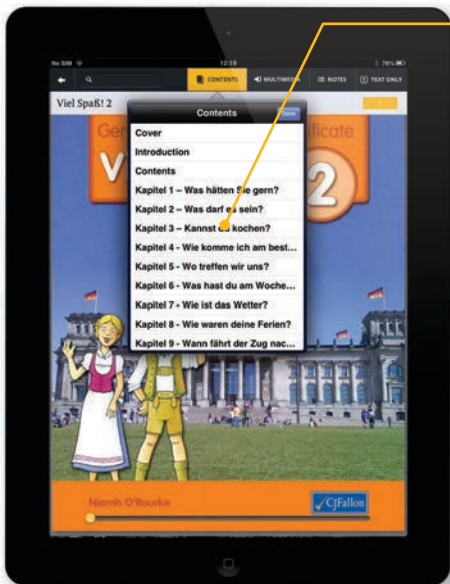 No SIM 12:19 78%
CONTENTS MULTIMEDIA NOTES TEXT ONLY
Viel Spaß! 2
Contents Done
Cover
Introduction
Contents
Kapitel 1 – Was hätten Sie gern?
Kapitel 2 – Was darf es sein?
Kapitel 3 – Kannst du kochen?
Kapitel 4 - Wie komme ich am best...
Kapitel 5 - Wo treffen wir uns?
Kapitel 6 - Was hast du am Woche...
Kapitel 7 - Wie ist das Wetter?
Kapitel 8 - Wie waren deine Ferien?
Kapitel 9 - Wann fährt der Zug nac...
Ger
ificate
V
2
Niamh O'Rourke
CJFallon